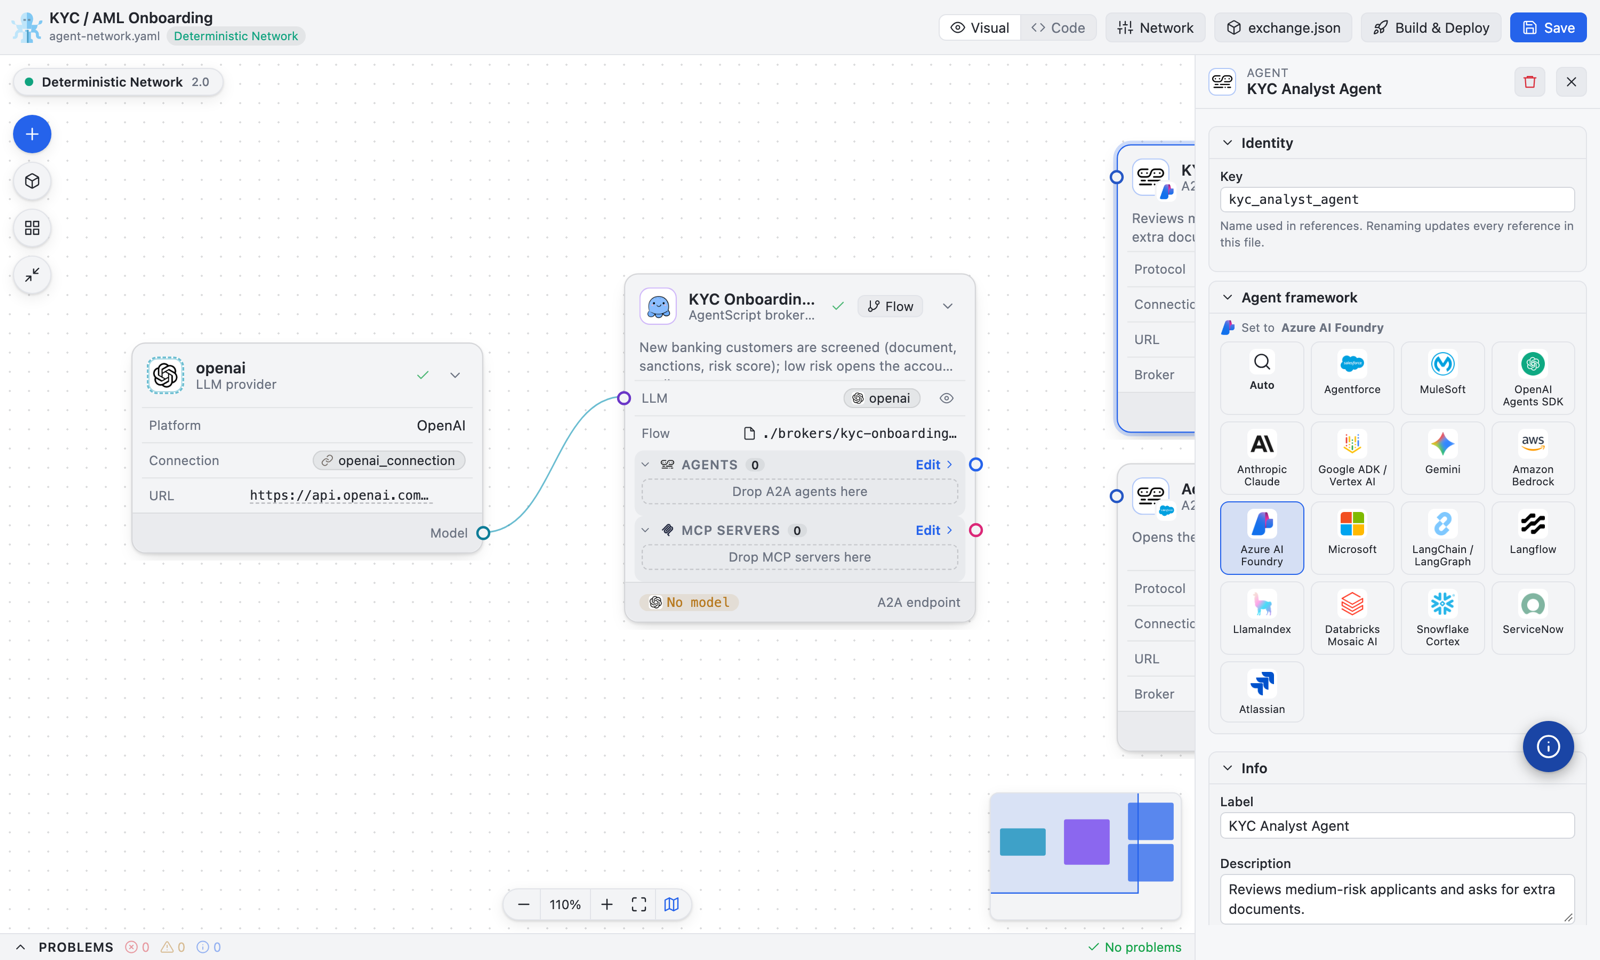 KYC / AML Onboarding
agent-network.yaml
Deterministic Network
Visual
Code
Network
exchange.json
Build & Deploy
Save
Deterministic Network 2.0
openai
LLM provider
Platform
OpenAI
Connection
openai_connection
URL
https://api.openai.com…
Model
KYC Onboardin...
AgentScript broker...
Flow
New banking customers are screened (document,
sanctions, risk score); low risk opens the accou...
LLM
openai
Flow
./brokers/kyc-onboarding…
AGENTS 0
Edit
Drop A2A agents here
MCP SERVERS 0
Edit
Drop MCP servers here
No model
A2A endpoint
Reviews
extra
Protocol
URL
Broker
Opens the
Protocol
URL
Broker
110%
PROBLEMS 0 0 0
No problems
AGENT
KYC Analyst Agent
Identity
Key
kyc_analyst_agent
Name used in references. Renaming updates every reference in
this file.
Agent framework
Set to Azure AI Foundry
Auto
Agentforce
MuleSoft
OpenAI
Agents SDK
Anthropic
Claude
Google ADK /
Vertex AI
Gemini
aws
Amazon
Bedrock
Azure AI
Foundry
Microsoft
LangChain /
LangGraph
Langflow
LlamaIndex
Databricks
Mosaic AI
Snowflake
Cortex
ServiceNow
Atlassian
Info
Label
KYC Analyst Agent
Description
Reviews medium-risk applicants and asks for extra
documents.